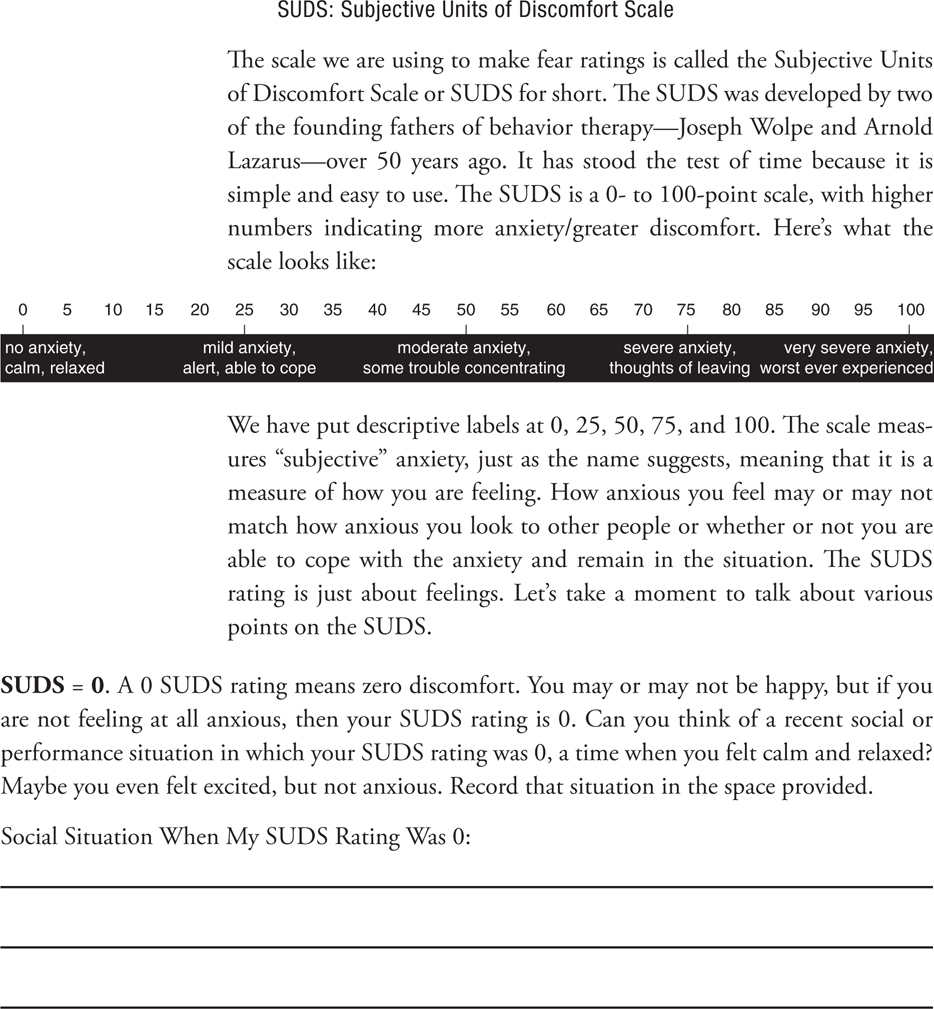 SUDS: Subjective Units of Discomfort Scale
The scale we are using to make fear ratings is called the Subjective Units
of Discomfort Scale or SUDS for short. The SUDS was developed by two
of the founding fathers of behavior therapy—Joseph Wolpe and Arnold
Lazarus—over 50 years ago. It has stood the test of time because it is
simple and easy to use. The SUDS is a 0- to 100-point scale, with higher
numbers indicating more anxiety/greater discomfort. Here’s what the
scale looks like:
0 5 10 15 20 25 30 35 40 45 50 55 60 65 70 75 80 85 90 95 100
no anxiety, mild anxiety, moderate anxiety, severe anxiety, very severe anxiety,
calm, relaxed alert, able to cope some trouble concentrating thoughts of leaving worst ever experienced
We have put descriptive labels at 0, 25, 50, 75, and 100. The scale meas-
ures “subjective” anxiety, just as the name suggests, meaning that it is a
measure of how you are feeling. How anxious you feel may or may not
match how anxious you look to other people or whether or not you are
able to cope with the anxiety and remain in the situation. The SUDS
rating is just about feelings. Let’s take a moment to talk about various
points on the SUDS.
SUDS = 0. A 0 SUDS rating means zero discomfort. You may or may not be happy, but if you
are not feeling at all anxious, then your SUDS rating is 0. Can you think of a recent social or
performance situation in which your SUDS rating was 0, a time when you felt calm and relaxed?
Maybe you even felt excited, but not anxious. Record that situation in the space provided.
Social Situation When My SUDS Rating Was 0: